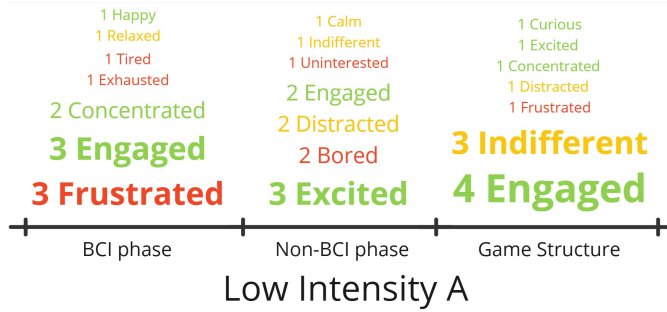 1 Happy
1 Relaxed
1 Tired
1 Exhausted
2 Concentrated
3 Engaged
3 Frustrated
1 Calm
1 Indifferent
1 Uninterested
2 Engaged
2 Distracted
2 Bored
3 Excited
1 Curious
1 Excited
1 Concentrated
1 Distracted
1 Frustrated
3 Indifferent
4 Engaged
BCI phase
Non-BCI phase
Game Structure
Low Intensity A